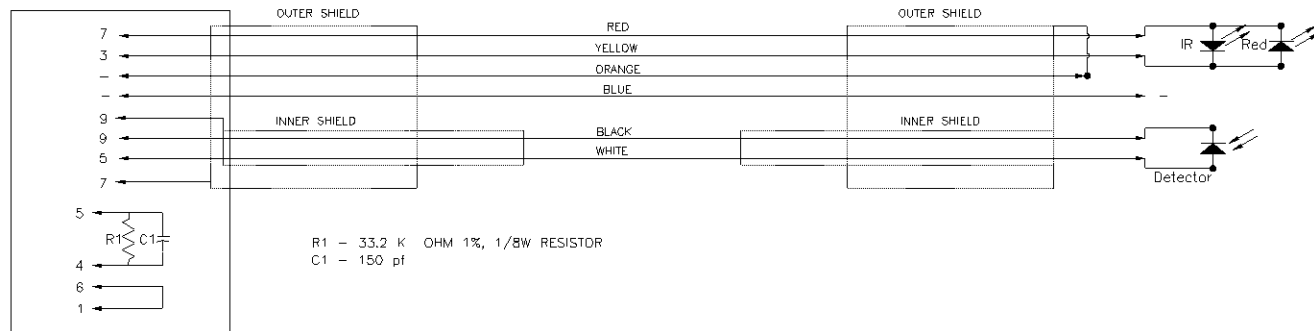 OUTER SHIELD OUTER SHIELD
7 RED
3 YELLOW IR Red
– ORANGE
– BLUE –
9 INNER SHIELD INNER SHIELD
9 BLACK
5 WHITE
7 Detector
5
R1 C1
R1 – 33.2 K OHM 1%, 1/8W RESISTOR
C1 – 150 pf
4
6
1